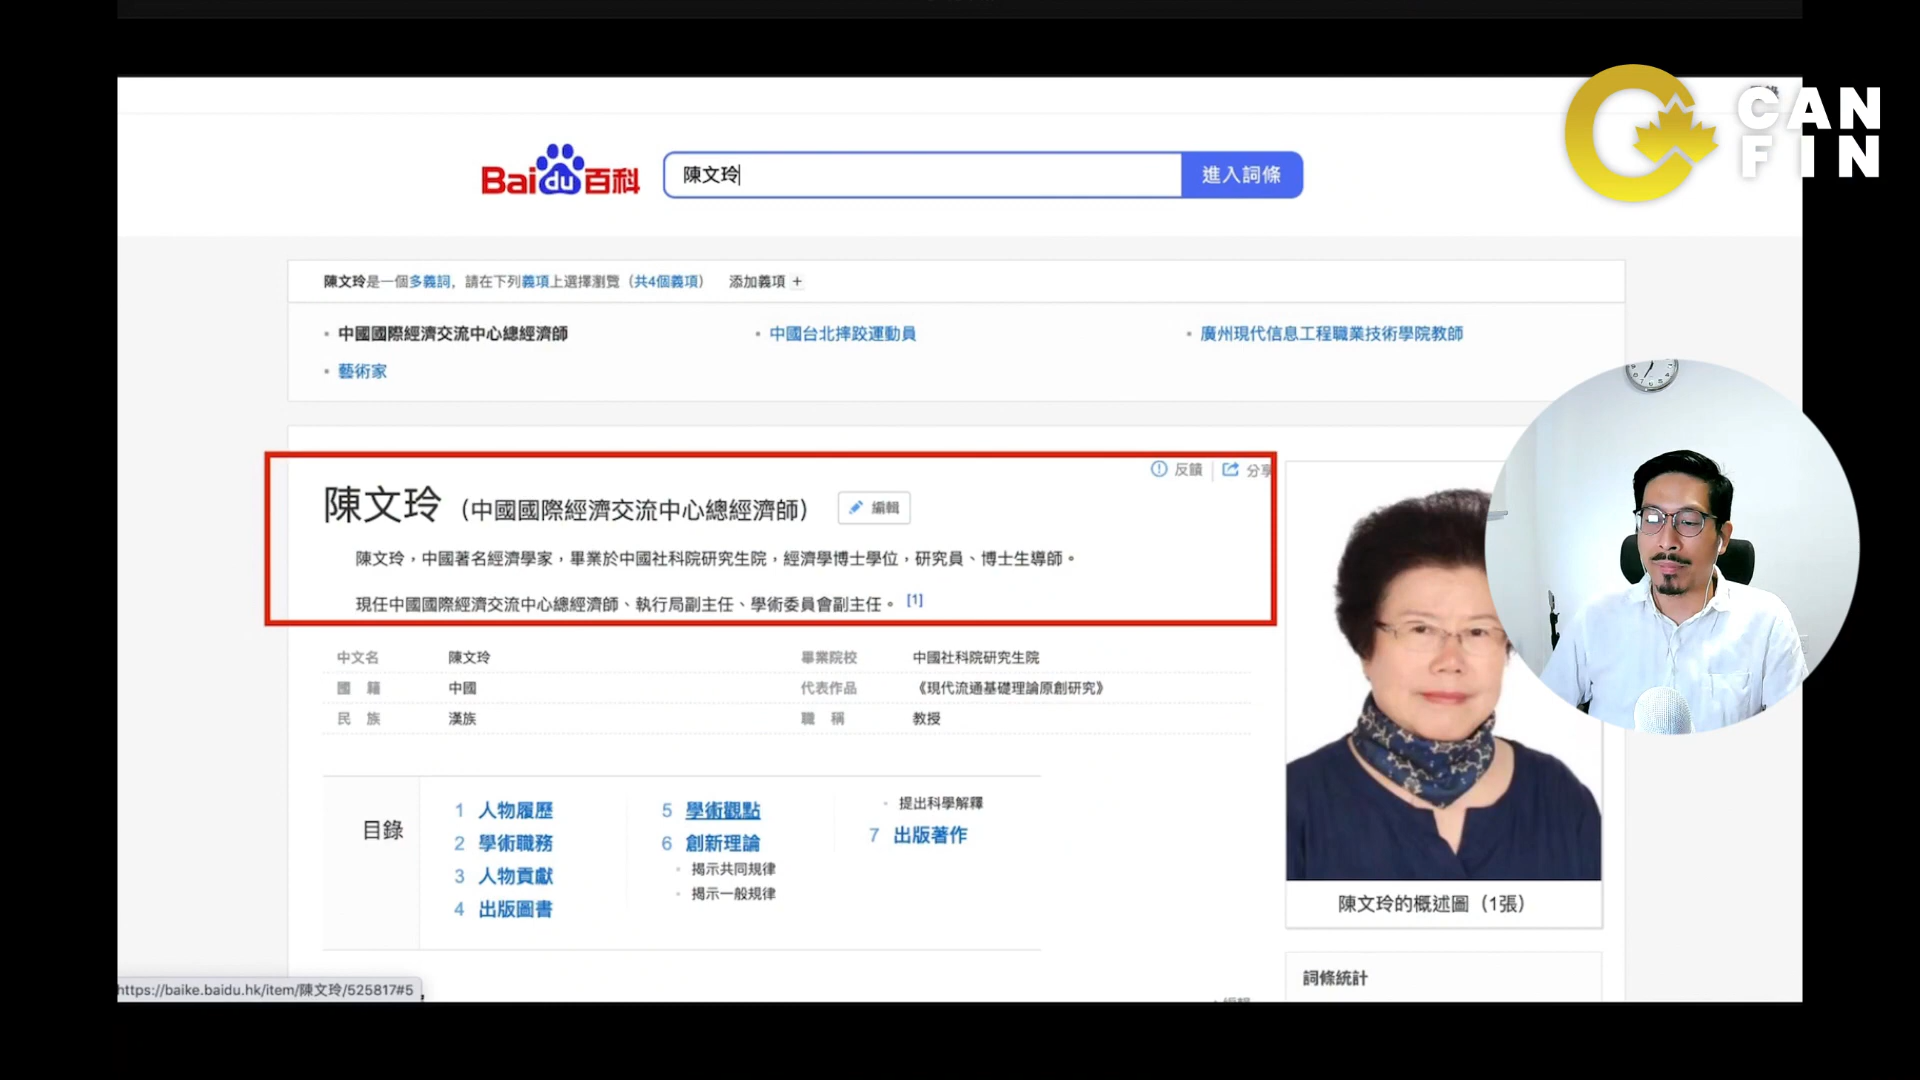 CAN
FIN
Baidu百科
陳文玲
進入詞條
陳文玲是一個多義詞，請在下列義項上選擇瀏覽（共4個義項） 添加義項 +
中國國際經濟交流中心總經濟師
中國台北摔跤運動員
廣州現代信息工程職業技術學院教師
藝術家
反饋
分享
陳文玲（中國國際經濟交流中心總經濟師）
編輯
陳文玲，中國著名經濟學家，畢業於中國社科院研究生院，經濟學博士學位，研究員、博士生導師。
現任中國國際經濟交流中心總經濟師、執行局副主任、學術委員會副主任。 [1]
中文名 陳文玲 畢業院校 中國社科院研究生院
國 籍 中國 代表作品 《現代流通基礎理論原創研究》
民 族 漢族 職 稱 教授
目錄
1 人物履歷
2 學術職務
3 人物貢獻
4 出版圖書
5 學術觀點
6 創新理論
揭示共同規律
揭示一般規律
提出科學解釋
7 出版著作
陳文玲的概述圖（1張）
詞條統計
https://baike.baidu.hk/item/陳文玲/525817#5